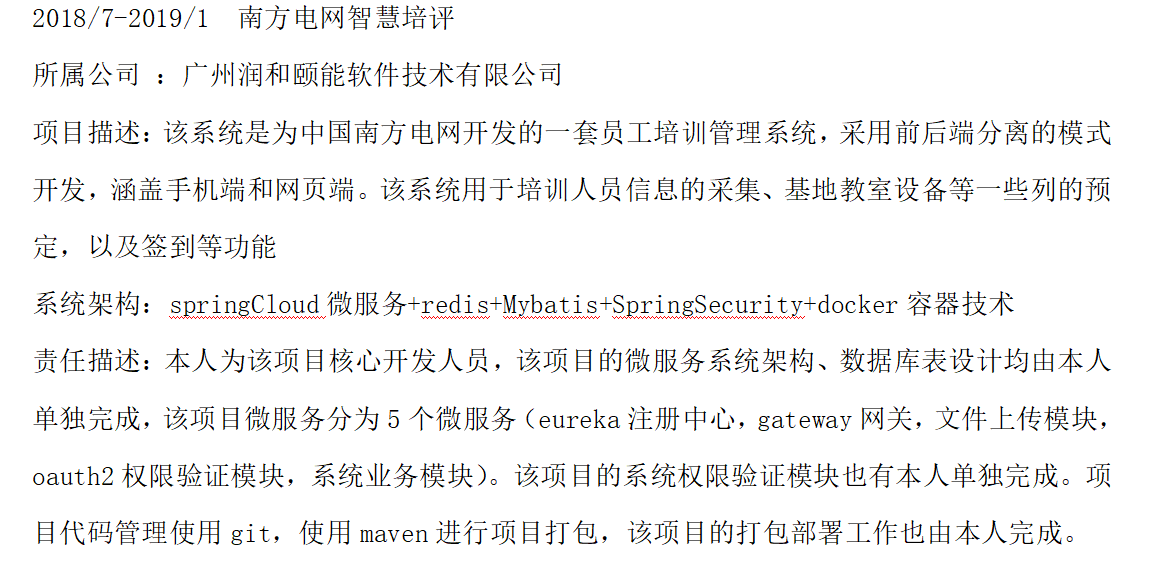 2018/7-2019/1 南方电网智慧培评
所属公司 ：广州润和颐能软件技术有限公司
项目描述：该系统是为中国南方电网开发的一套员工培训管理系统，采用前后端分离的模式
开发，涵盖手机端和网页端。该系统用于培训人员信息的采集、基地教室设备等一些列的预
定，以及签到等功能
系统架构：springCloud 微服务+redis+Mybatis+SpringSecurity+docker 容器技术
责任描述：本人为该项目核心开发人员，该项目的微服务系统架构、数据库表设计均由本人
单独完成，该项目微服务分为 5 个微服务（eureka 注册中心，gateway 网关，文件上传模块，
oauth2 权限验证模块，系统业务模块）。该项目的系统权限验证模块也有本人单独完成。项
目代码管理使用 git，使用 maven 进行项目打包，该项目的打包部署工作也由本人完成。